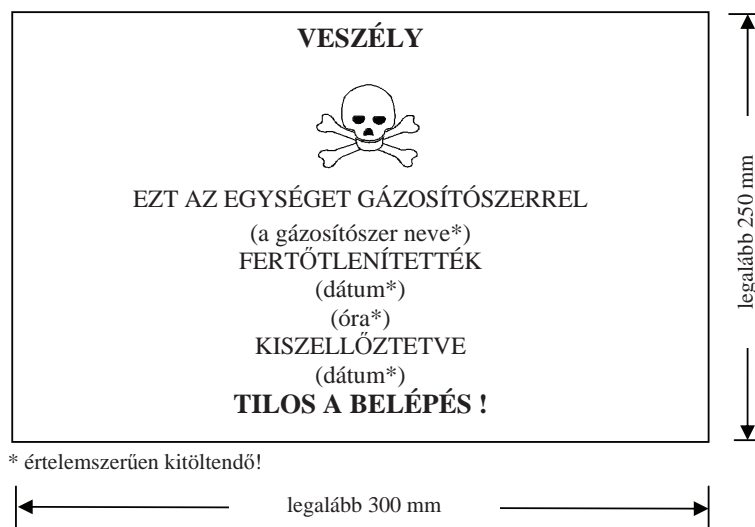 VESZÉLY
EZT AZ EGYSÉGET GÁZOSÍTÓSZERREL
(a gázosítószer neve*)
FERTŐTLENÍTETTÉK
(dátum*)
(óra*)
KISZELLŐZTETVE
(dátum*)
TILOS A BELÉPÉS !
legalább 250 mm
* értelemszerűen kitöltendő!
legalább 300 mm